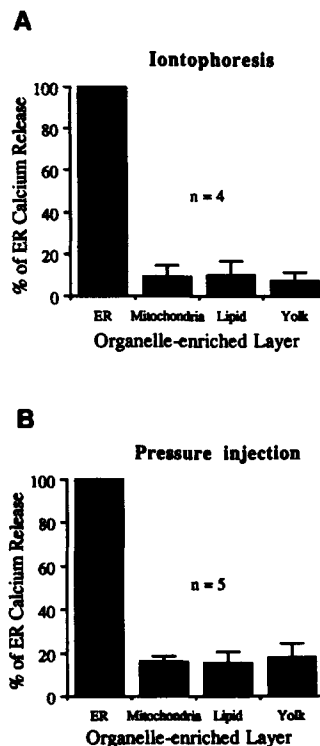 A
Iontophoresis
% of ER Calcium Release
100
80
60
40
20
0
n = 4
ER Mitochondria Lipid Yolk
Organelle-enriched Layer
B
Pressure injection
% of ER Calcium Release
100
80
60
40
20
0
n = 5
ER Mitochondria Lipid Yolk
Organelle-enriched Layer